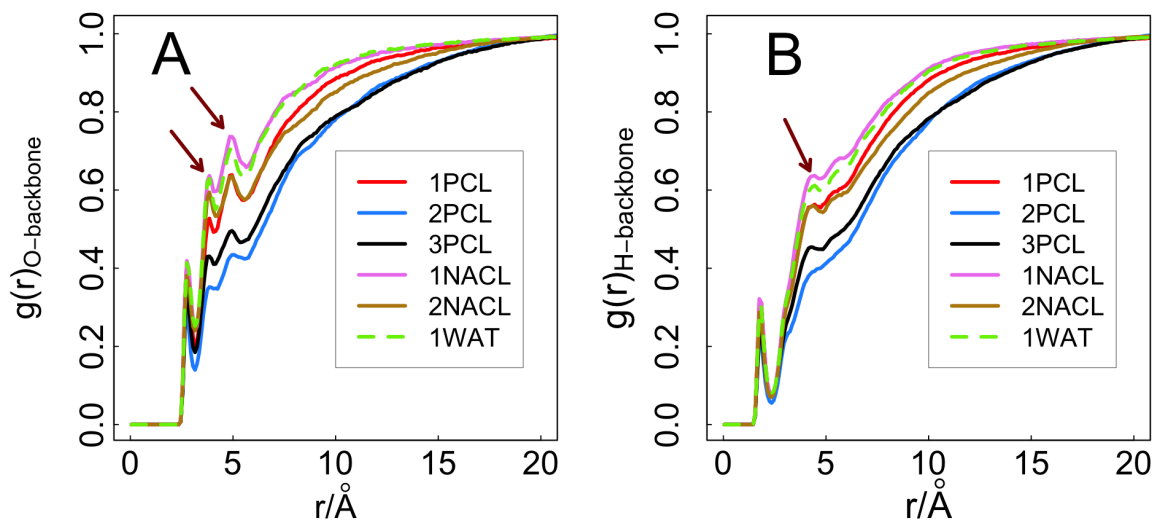 A
g(r)O−backbone
1.0
0.8
0.6
0.4
0.2
0.0
1PCL
2PCL
3PCL
1NACL
2NACL
1WAT
0 5 10 15 20
r/Å
B
g(r)H−backbone
1.0
0.8
0.6
0.4
0.2
0.0
1PCL
2PCL
3PCL
1NACL
2NACL
1WAT
0 5 10 15 20
r/Å